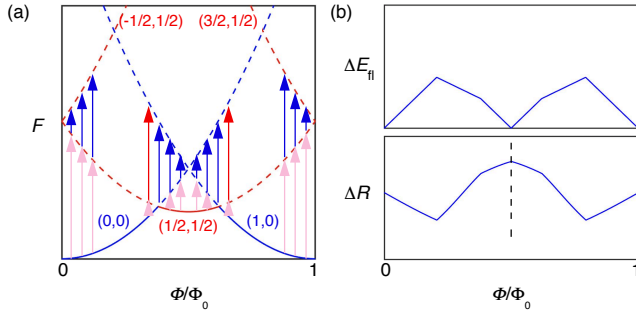 (a)
(-1/2,1/2)
(3/2,1/2)
F
(0,0)
(1/2,1/2)
(1,0)
0
1
Φ/Φ0
(b)
ΔEfl
ΔR
0
1
Φ/Φ0